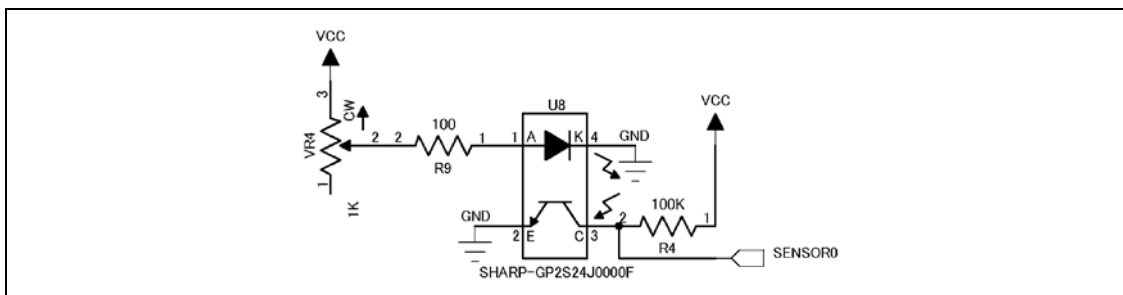 VCC
3
CW
VR4
2 2
100
1
R9
1
1K
U8
1 A K 4
GND
VCC
GND
2 E C 3
2
100K
1
R4
SENSOR0
SHARP-GP2S24J0000F